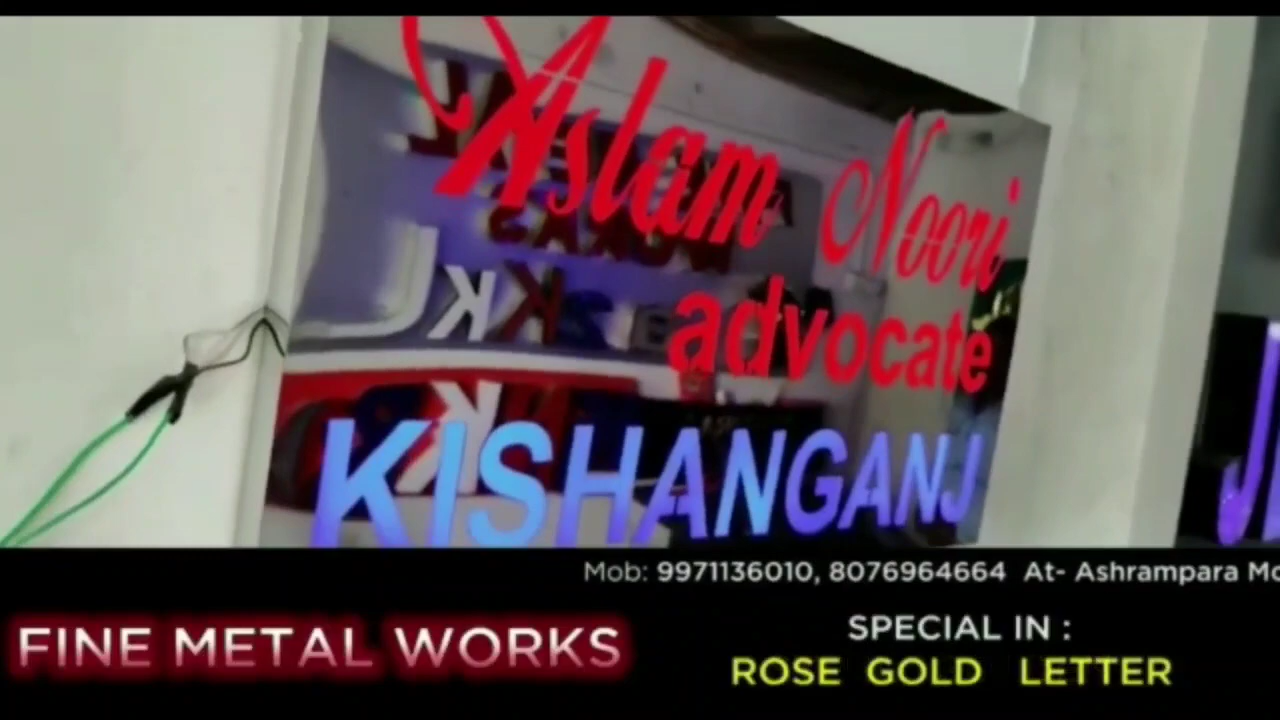 Aslam Noori
advocate
KISHANGANJ
Mob: 9971136010, 8076964664 At- Ashrampara
FINE METAL WORKS
SPECIAL IN :
ROSE GOLD LETTER